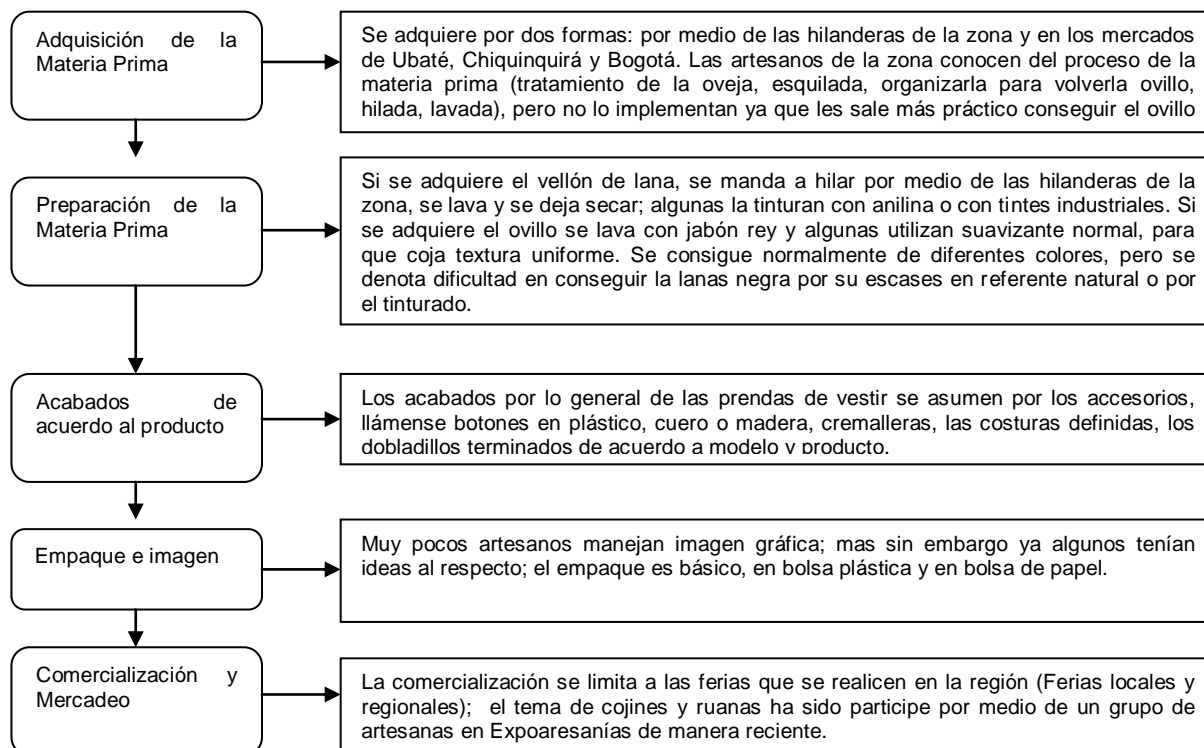 Adquisición de la
Materia Prima
Se adquiere por dos formas: por medio de las hilanderas de la zona y en los mercados
de Ubaté, Chiquinquirá y Bogotá. Las artesanos de la zona conocen del proceso de la
materia prima (tratamiento de la oveja, esquilada, organizarla para volverla ovillo,
hilada, lavada), pero no lo implementan ya que les sale más práctico conseguir el ovillo
Preparación de la
Materia Prima
Si se adquiere el vellón de lana, se manda a hilar por medio de las hilanderas de la
zona, se lava y se deja secar; algunas la tinturan con anilina o con tintes industriales. Si
se adquiere el ovillo se lava con jabón rey y algunas utilizan suavizante normal, para
que coja textura uniforme. Se consigue normalmente de diferentes colores, pero se
denota dificultad en conseguir la lanas negra por su escases en referente natural o por
el tinturado.
Acabados de
acuerdo al producto
Los acabados por lo general de las prendas de vestir se asumen por los accesorios,
llámense botones en plástico, cuero o madera, cremalleras, las costuras definidas, los
dobladillos terminados de acuerdo a modelo y producto.
Empaque e imagen
Muy pocos artesanos manejan imagen gráfica; mas sin embargo ya algunos tenían
ideas al respecto; el empaque es básico, en bolsa plástica y en bolsa de papel.
Comercialización y
Mercadeo
La comercialización se limita a las ferias que se realicen en la región (Ferias locales y
regionales); el tema de cojines y ruanas ha sido participe por medio de un grupo de
artesanas en Expoaresanías de manera reciente.